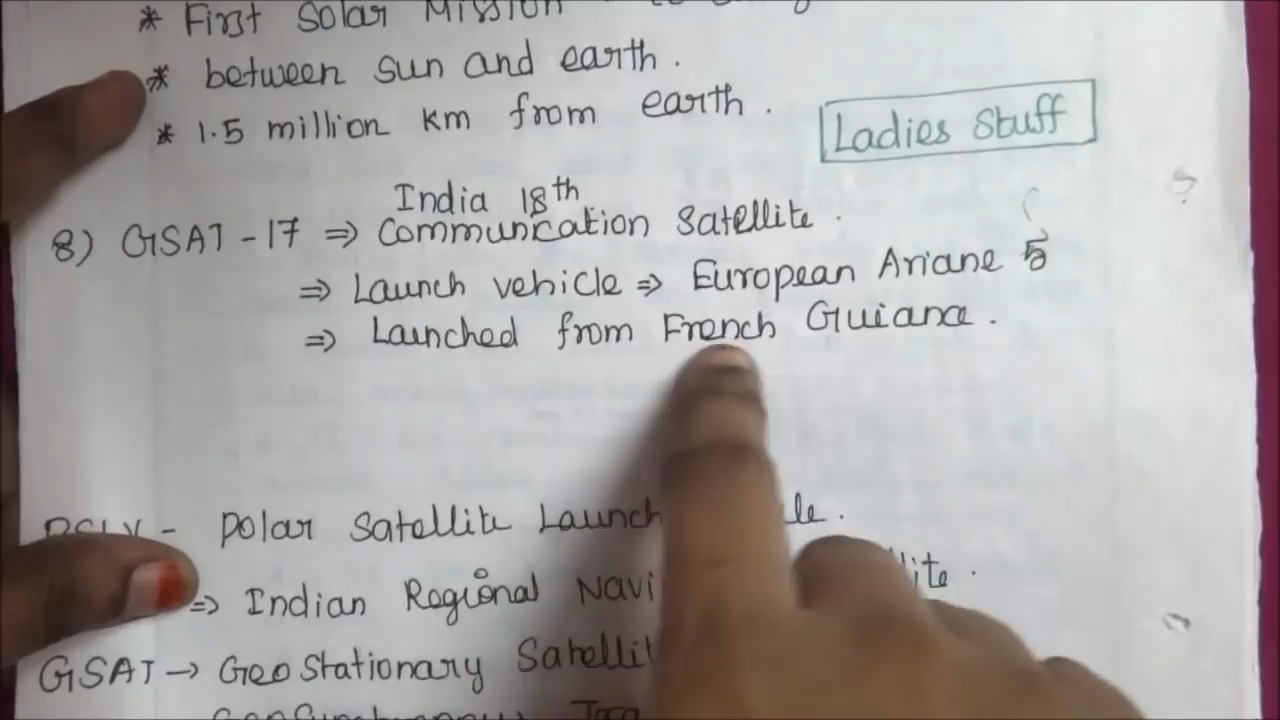 * First Solar Mission
* between sun and earth.
* 1.5 million km from earth.
Ladies Stuff
India 18th
8) GSAT-17 ⇒ Communication Satellite.
⇒ Launch vehicle ⇒ European Ariane 5
⇒ Launched from French Guiana.
PSLV - Polar Satellite Launch
⇒ Indian Regional
GSAT → Geo Stationary